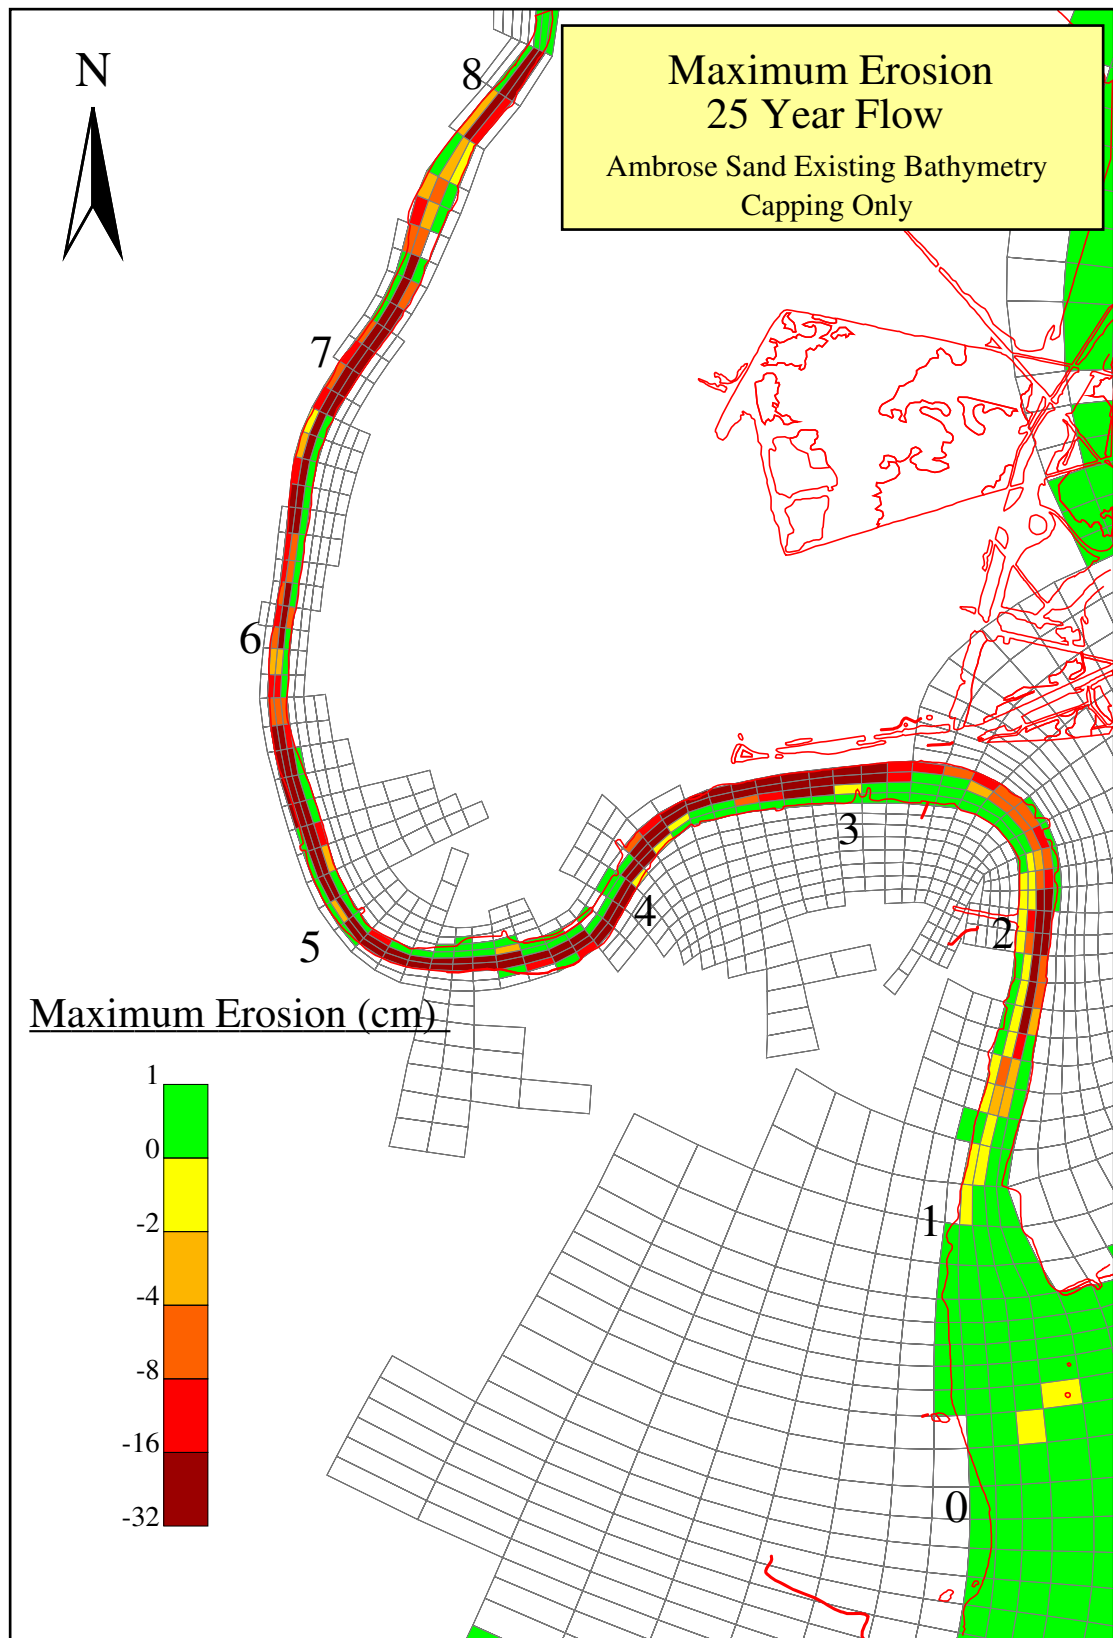 Maximum Erosion
25 Year Flow
Ambrose Sand Existing Bathymetry
Capping Only
N
8
7
6
3
4
2
5
Maximum Erosion (cm)
1
0
-2
-4
-8
-16
-32
1
0